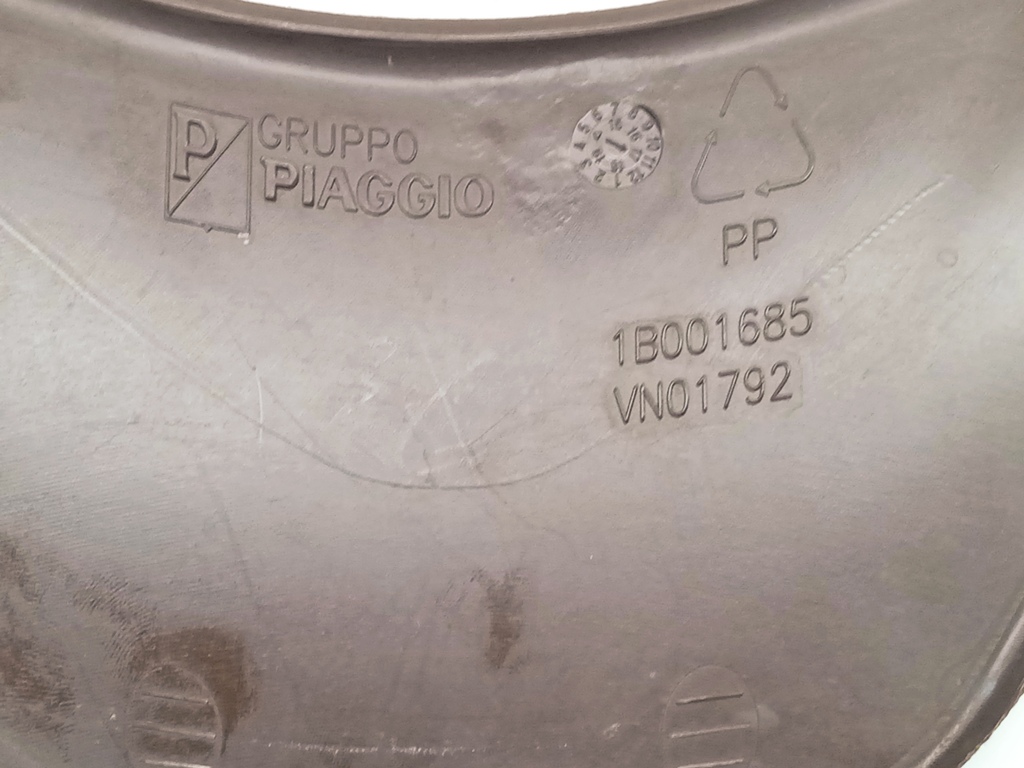 P
GRUPPO
PIAGGIO
PP
1B001685
VN01792